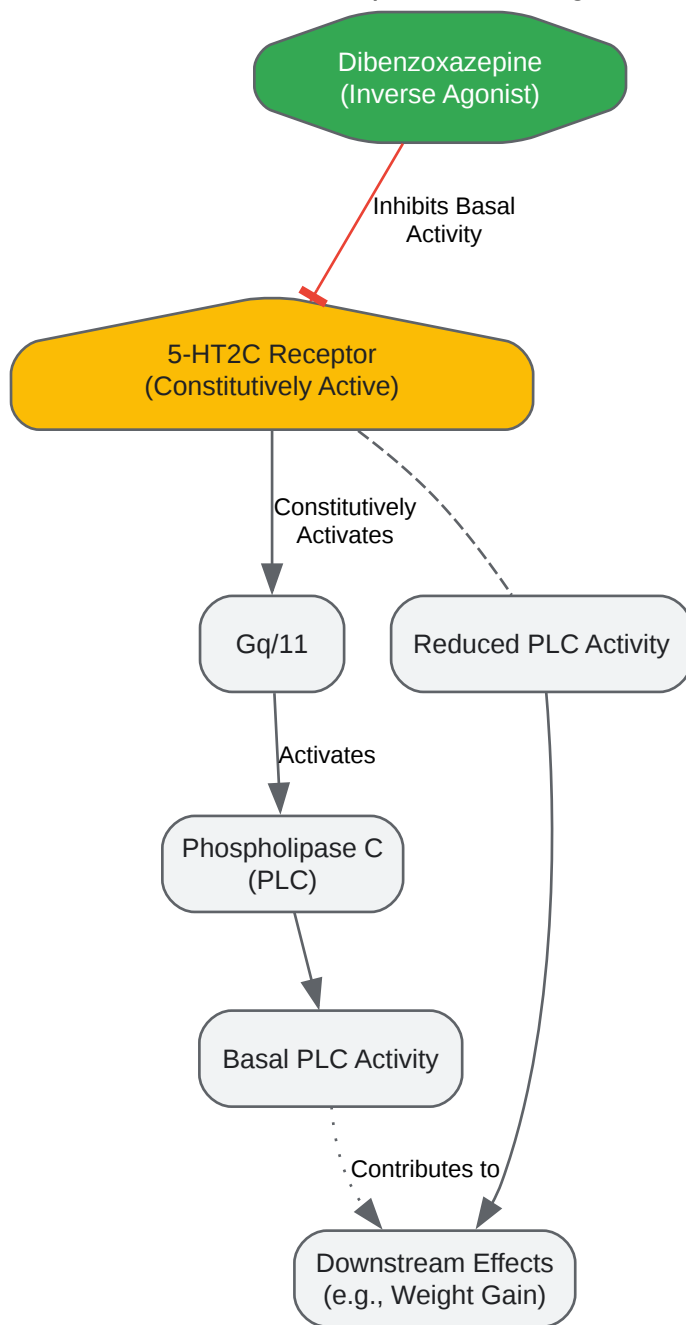 Dibenzoxazepine
(Inverse Agonist)
Inhibits Basal
Activity
5-HT2C Receptor
(Constitutively Active)
Constitutively
Activates
Gq/11
Reduced PLC Activity
Activates
Phospholipase C
(PLC)
Basal PLC Activity
Contributes to
Downstream Effects
(e.g., Weight Gain)